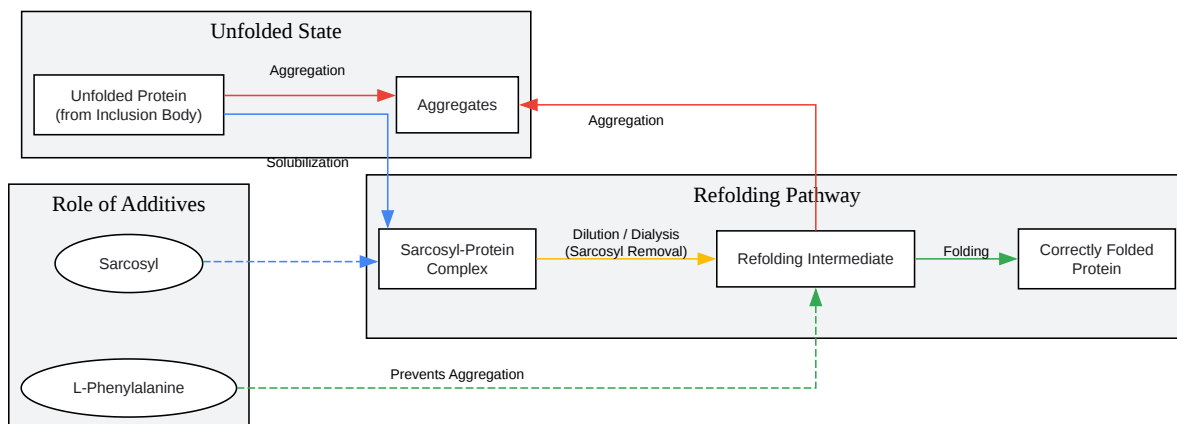 Unfolded State
Aggregation
Unfolded Protein
(from Inclusion Body)
Aggregates
Aggregation
Solubilization
Role of Additives
Refolding Pathway
Sarcosyl
Sarcosyl-Protein
Complex
Dilution / Dialysis
(Sarcosyl Removal)
Refolding Intermediate
Folding
Correctly Folded
Protein
L-Phenylalanine
Prevents Aggregation